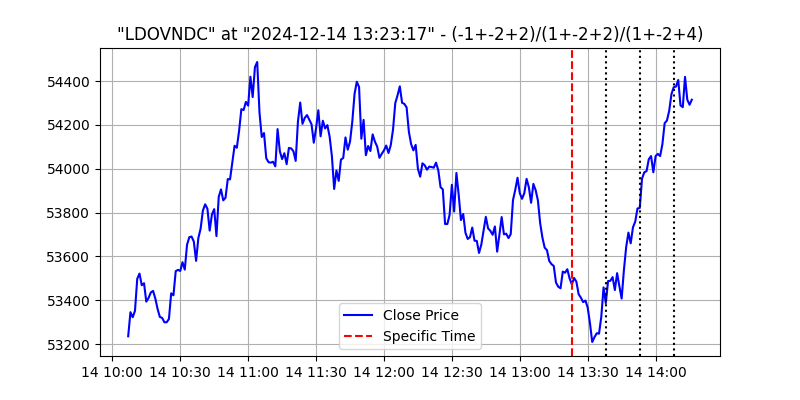 "LDOVNDC" at "2024-12-14 13:23:17" - (-1+-2+2)/(1+-2+2)/(1+-2+4)
54400
54200
54000
53800
53600
53400
53200
Close Price
Specific Time
14 10:00 14 10:30 14 11:00 14 11:30 14 12:00 14 12:30 14 13:00 14 13:30 14 14:00